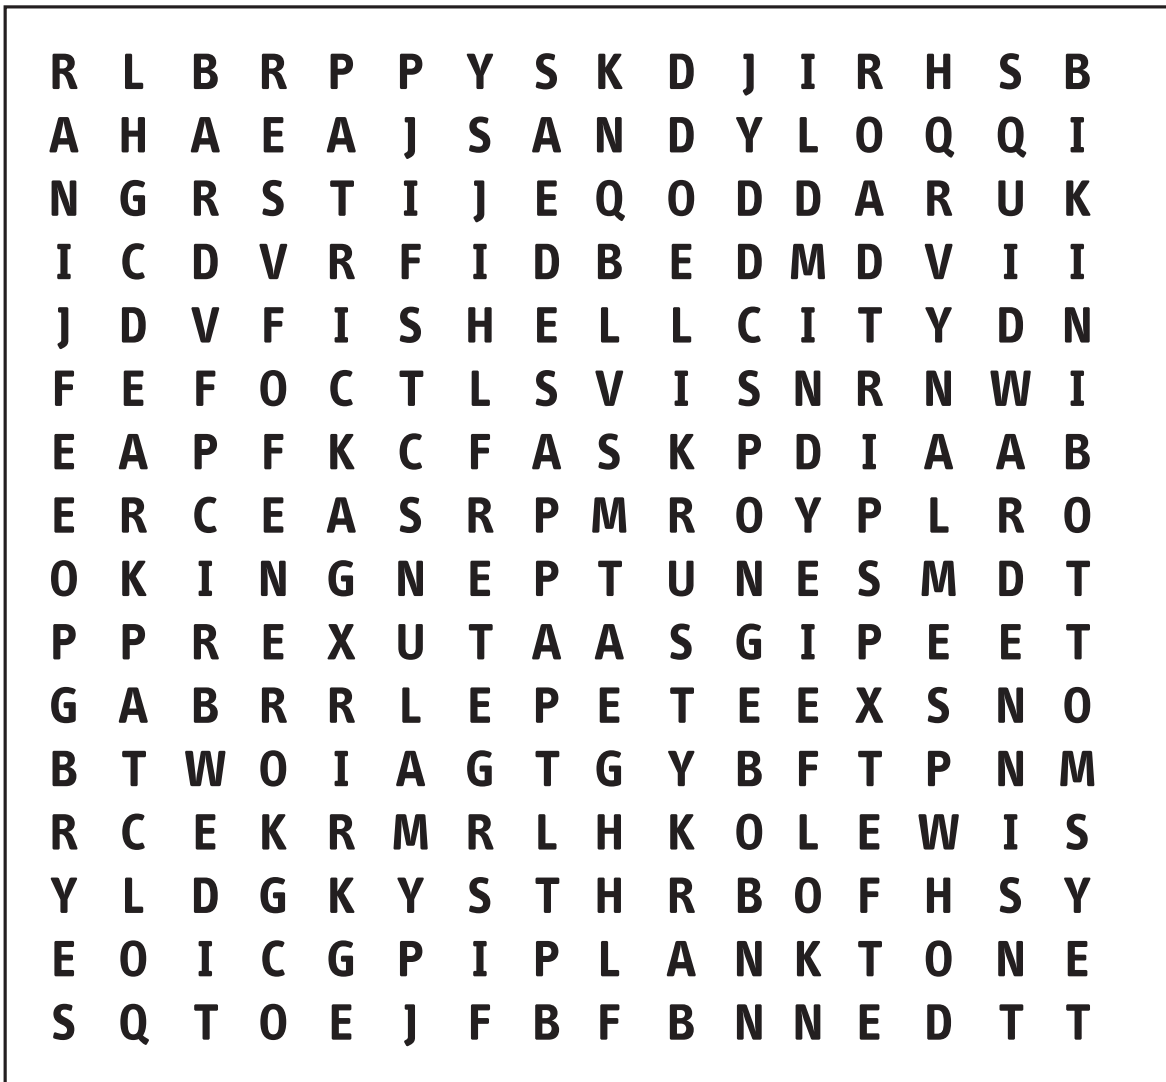 R L B R P P Y S K D J I R H S B
A H A E A J S A N D Y L O Q Q I
N G R S T I J E Q O D D A R U K
I C D V R F I D B E D M D V I I
J D V F I S H E L L C I T Y D N
F E F O C T L S V I S N R N W I
E A P F K C F A S K P D I A A B
E R C E A S R P M R O Y P L R O
O K I N G N E P T U N E S M D T
P P R E X U T A A S G I P E E T
G A B R R L E P E T E E X S N O
B T W O I A G T G Y B F T P N M
R C E K R M R L H K O L E W I S
Y L D G K Y S T H R B O F H S Y
E O I C G P I P L A N K T O N E
S Q T O E J F B F B N N E D T T